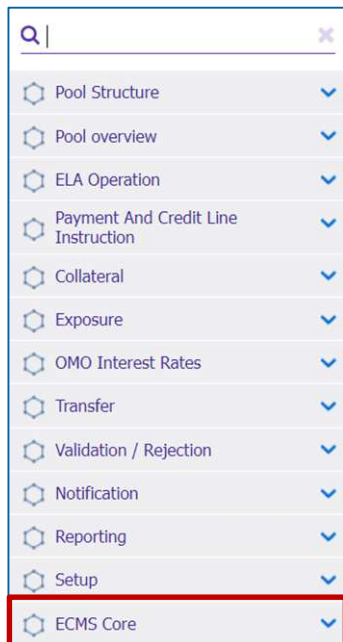 Pool Structure
Pool overview
ELA Operation
Payment And Credit Line
Instruction
Collateral
Exposure
OMO Interest Rates
Transfer
Validation / Rejection
Notification
Reporting
Setup
ECMS Core